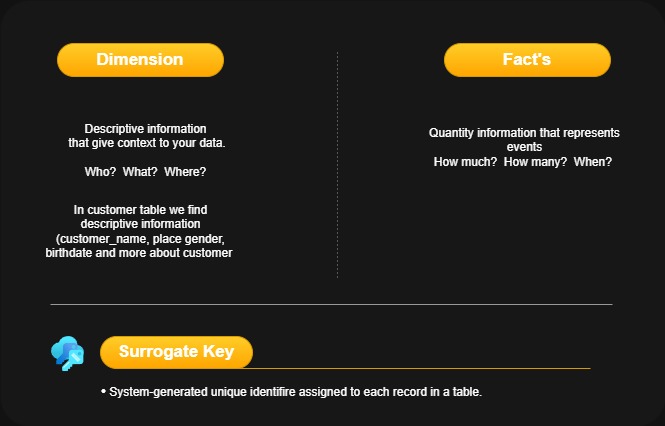 Dimension
Descriptive information
that give context to your data.
Who? What? Where?
In customer table we find
descriptive information
(customer_name, place gender,
birthdate and more about customer
Fact's
Quantity information that represents
events
How much? How many? When?
Surrogate Key
• System-generated unique identifire assigned to each record in a table.